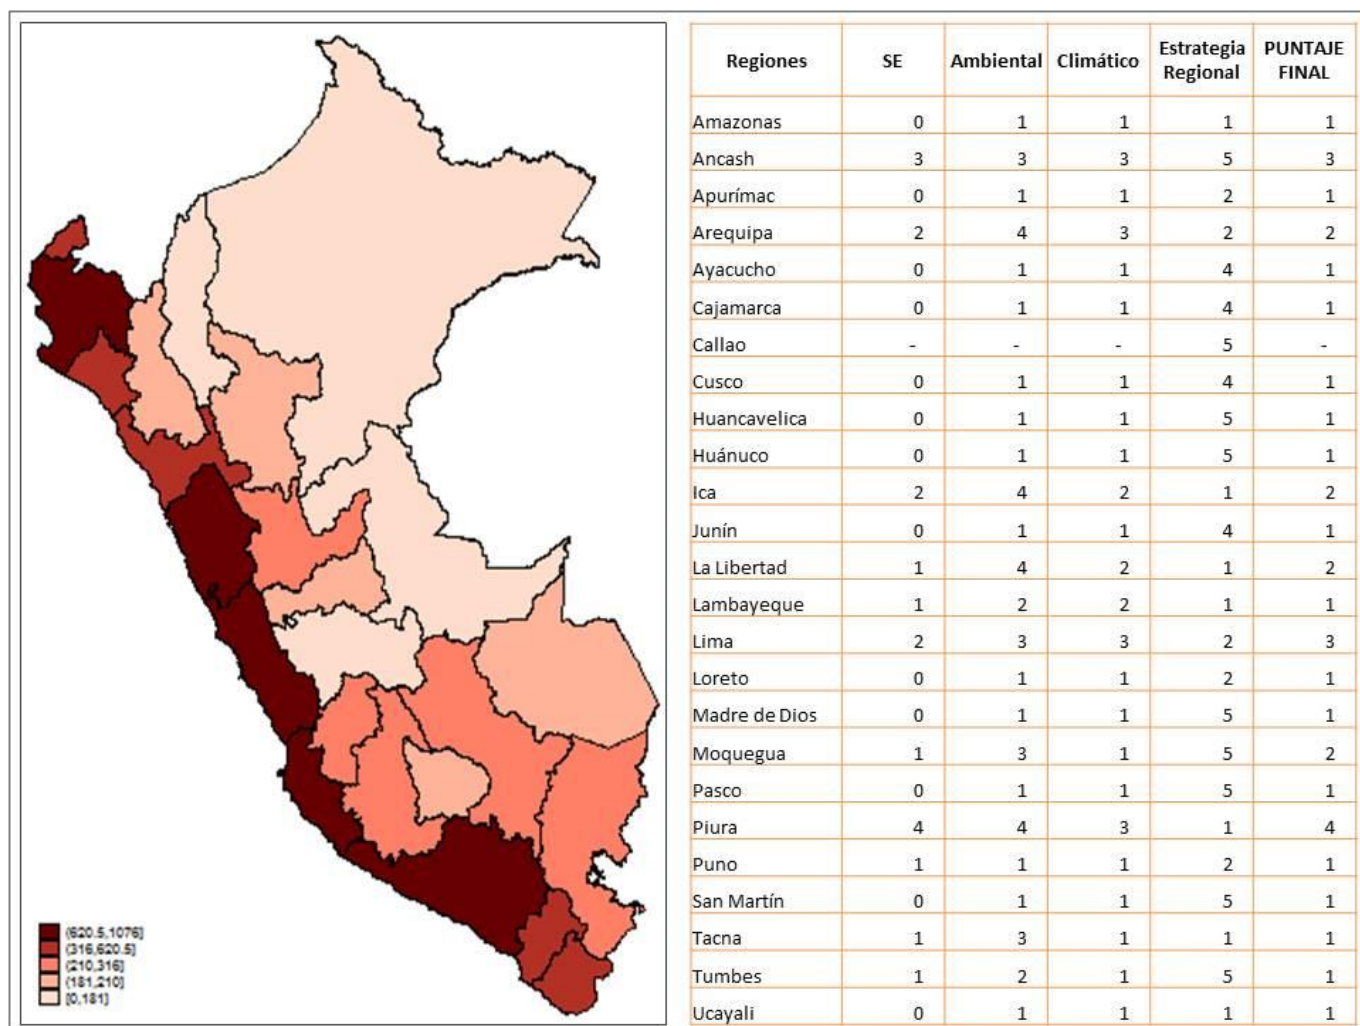 Regiones SE Ambiental Climático Estrategia Regional PUNTAJE FINAL
Amazonas 0 1 1 1 1
Ancash 3 3 3 5 3
Apurímac 0 1 1 2 1
Arequipa 2 4 3 2 2
Ayacucho 0 1 1 4 1
Cajamarca 0 1 1 4 1
Callao - - - 5 -
Cusco 0 1 1 4 1
Huancavelica 0 1 1 5 1
Huánuco 0 1 1 5 1
Ica 2 4 2 1 2
Junín 0 1 1 4 1
La Libertad 1 4 2 1 2
Lambayeque 1 2 2 1 1
Lima 2 3 3 2 3
Loreto 0 1 1 2 1
Madre de Dios 0 1 1 5 1
Moquegua 1 3 1 5 2
Pasco 0 1 1 5 1
Piura 4 4 3 1 4
Puno 1 1 1 2 1
San Martín 0 1 1 5 1
Tacna 1 3 1 1 1
Tumbes 1 2 1 5 1
Ucayali 0 1 1 1 1
(620.5,1076]
(316,620.5]
(210,316]
(181,210]
[0,181]